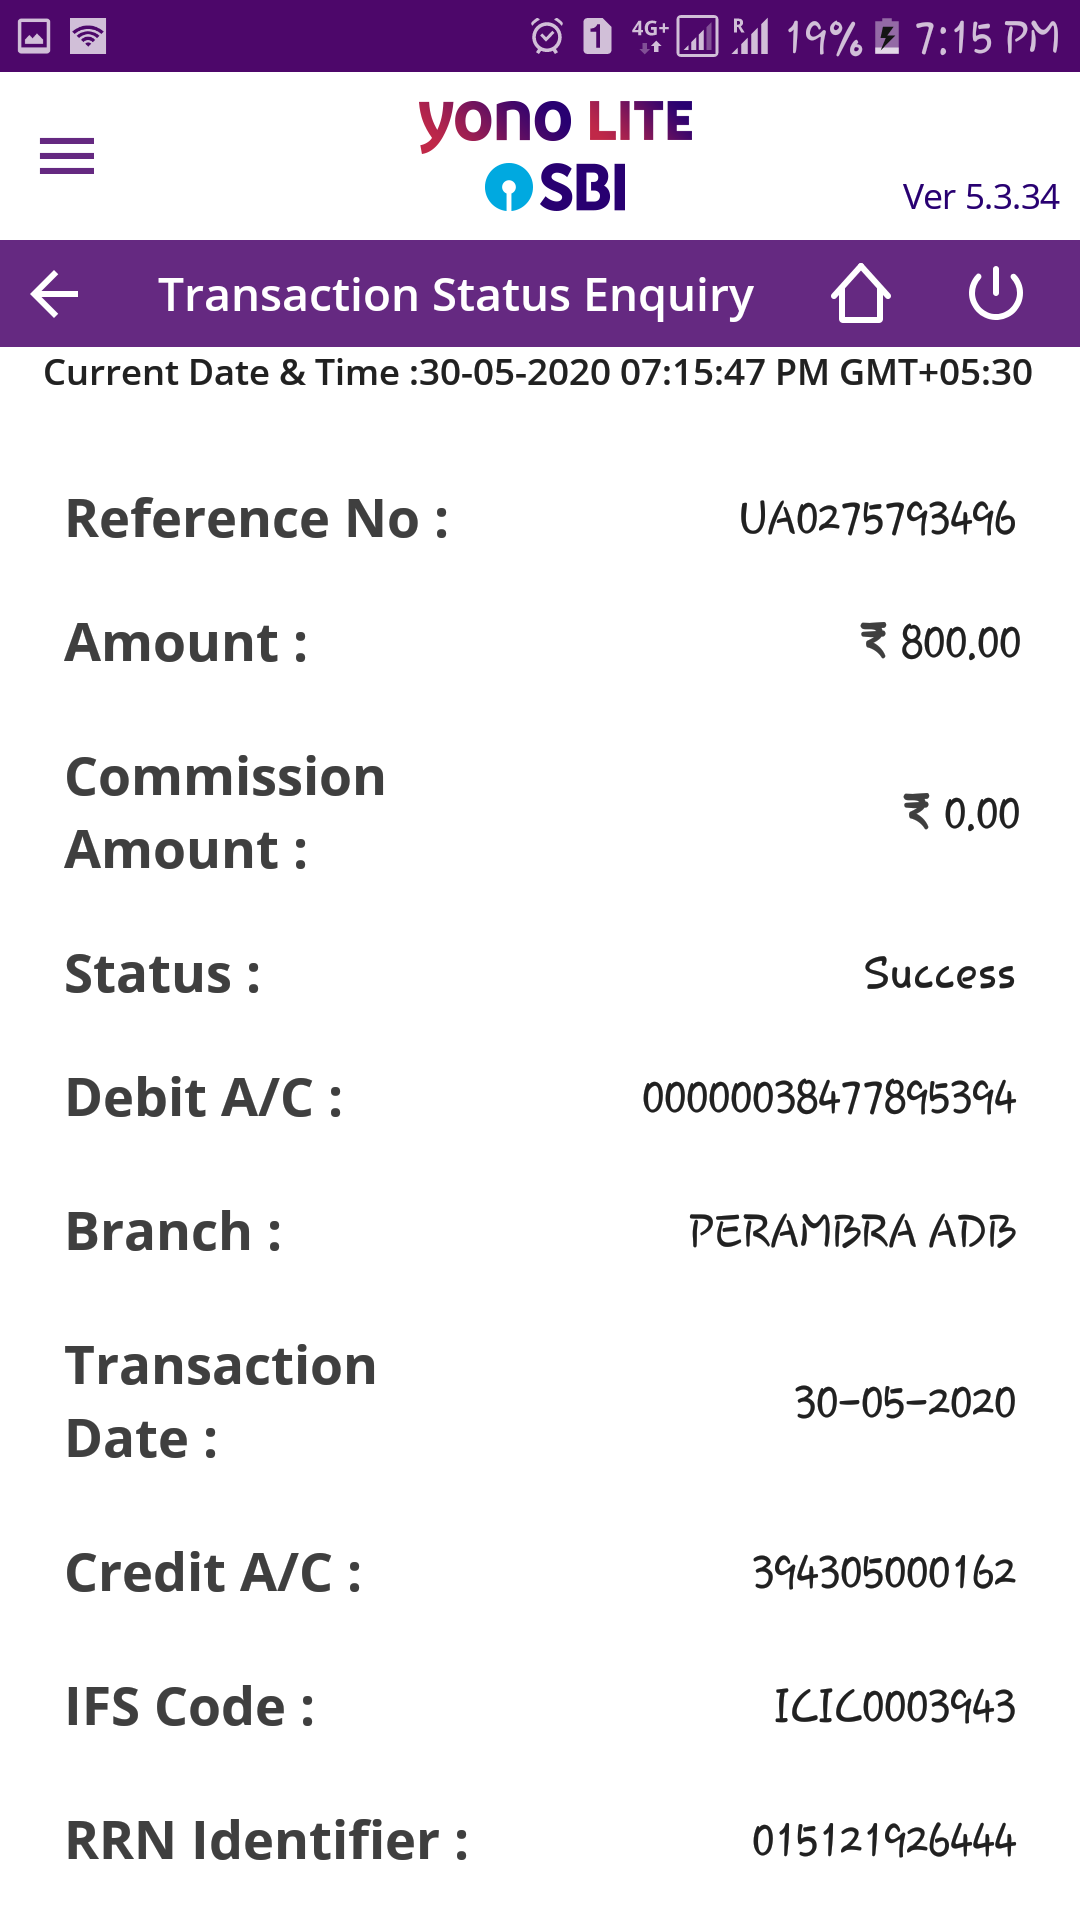 4G+ R 19% 7:15 PM
yono LITE
SBI
Ver 5.3.34
Transaction Status Enquiry
Current Date & Time :30-05-2020 07:15:47 PM GMT+05:30
Reference No : UA0275793496
Amount : ₹ 800.00
Commission
Amount : ₹ 0.00
Status : Success
Debit A/C : 00000038477895394
Branch : PERAMBRA ADB
Transaction
Date : 30-05-2020
Credit A/C : 394305000162
IFS Code : ICIC0003943
RRN Identifier : 015121926444